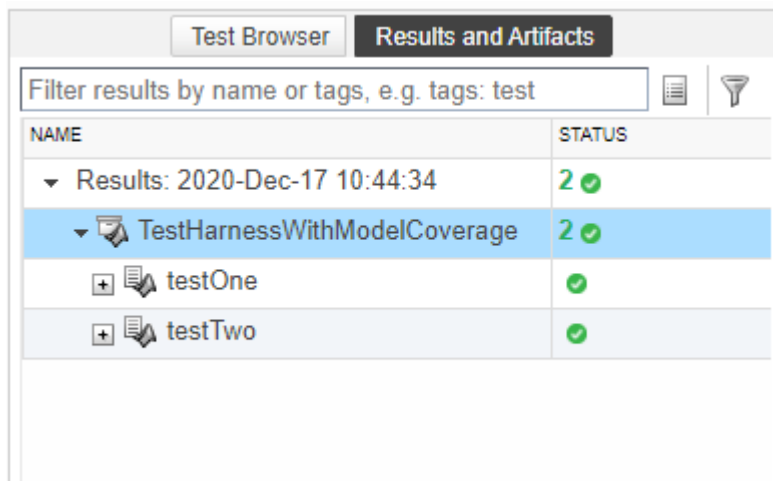 Test Browser Results and Artifacts
Filter results by name or tags, e.g. tags: test
NAME STATUS
Results: 2020-Dec-17 10:44:34 2
TestHarnessWithModelCoverage 2
testOne
testTwo